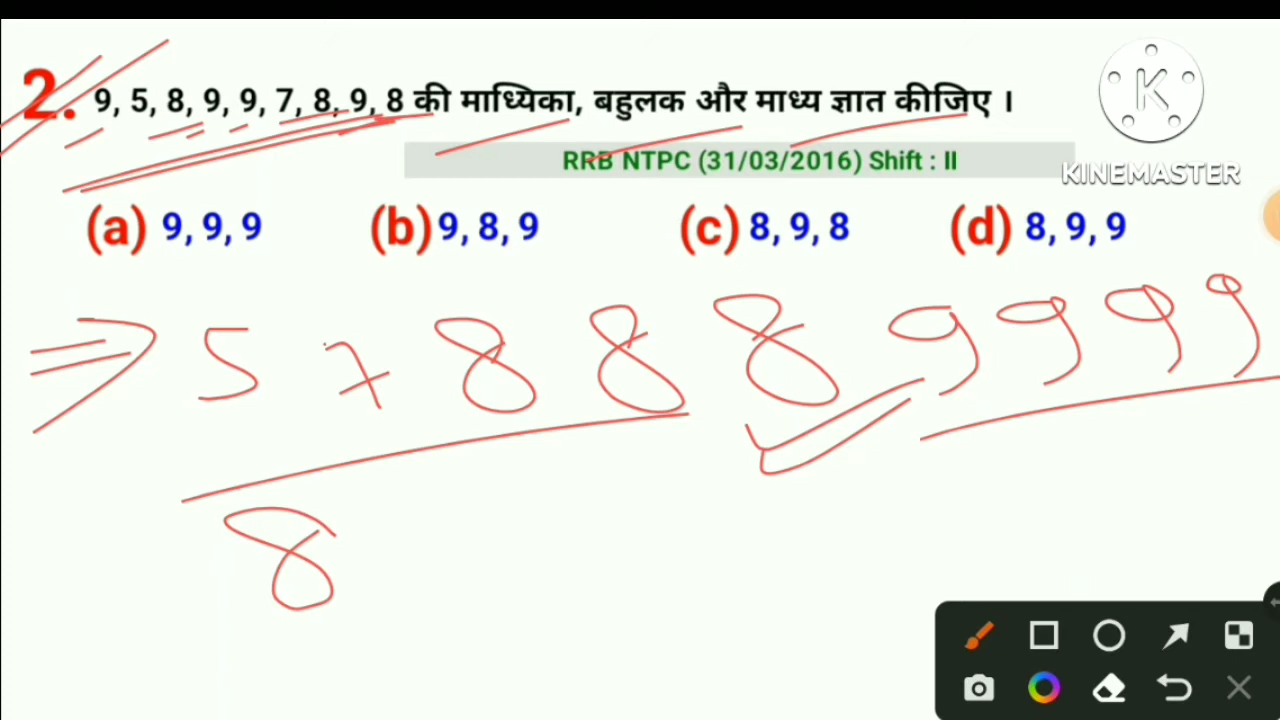 2. 9, 5, 8, 9, 9, 7, 8, 9, 8 की माध्यिका, बहुलक और माध्य ज्ञात कीजिए ।
RRB NTPC (31/03/2016) Shift : II
K
KINEMASTER
(a) 9, 9, 9 (b) 9, 8, 9 (c) 8, 9, 8 (d) 8, 9, 9
5 7 8 8 8 9 9 9 9
8